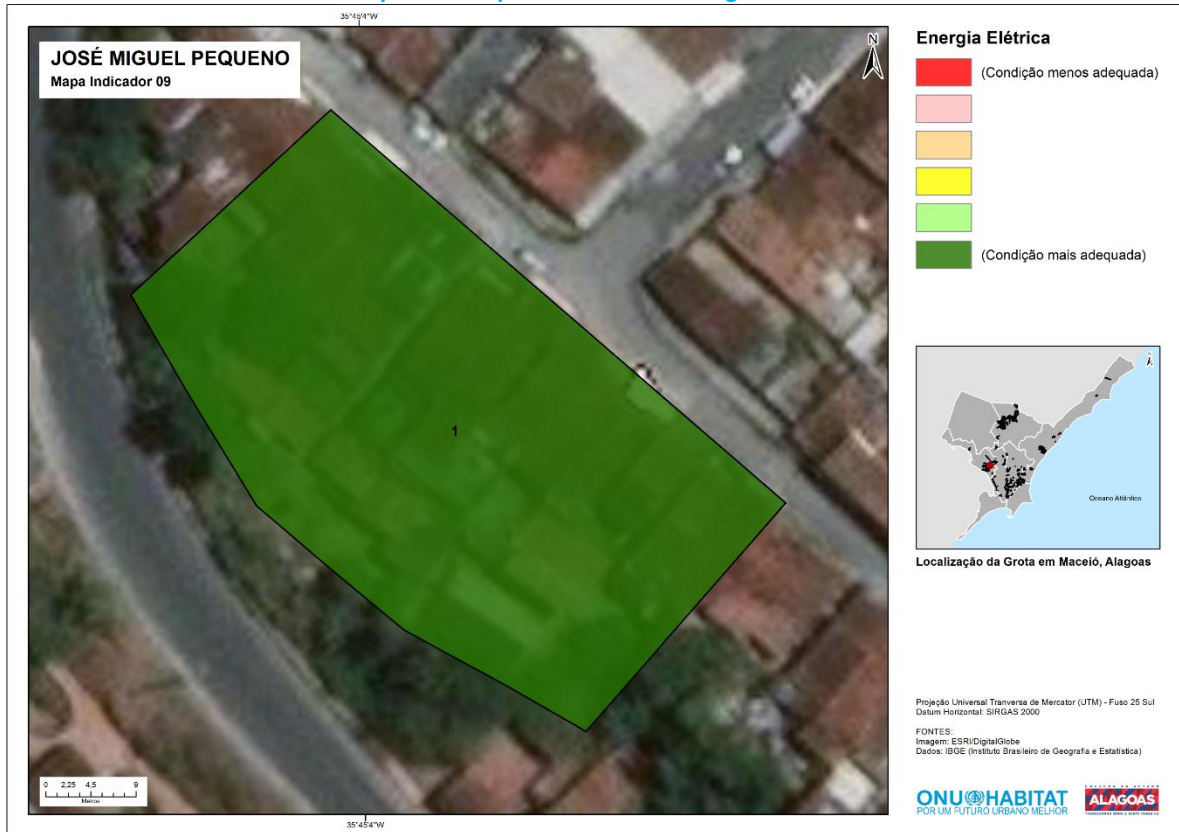 35°45'4"W
JOSÉ MIGUEL PEQUENO
Mapa Indicador 09
N
1
0 2,25 4,5 9
Metros
35°45'4"W
Energia Elétrica
(Condição menos adequada)
(Condição mais adequada)
Oceano Atlântico
Localização da Grota em Maceió, Alagoas
Projeção Universal Tranversa de Mercator (UTM) - Fuso 25 Sul
Datum Horizontal: SIRGAS 2000
FONTES:
Imagem: ESRI/DigitalGlobe
Dados: IBGE (Instituto Brasileiro de Geografia e Estatística)
ONU HABITAT
POR UM FUTURO URBANO MELHOR
ALAGOAS